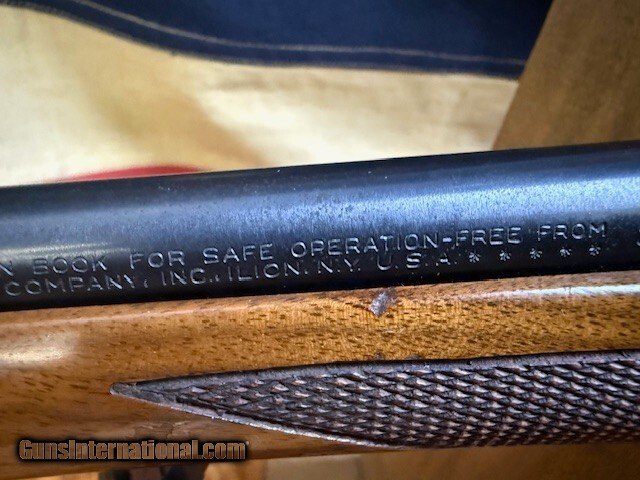 N BOOK FOR SAFE OPERATION-FREE FROM
COMPANY, INC., ILION, N.Y. U.S.A. * * * * *
GunsInternational.com